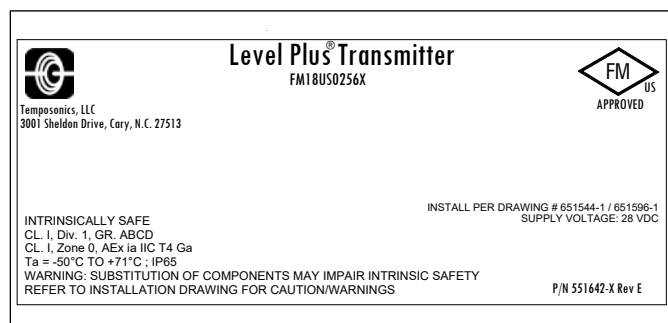 Level Plus® Transmitter
FM18US0256X
FM
US
APPROVED
Temposonics, LLC
3001 Sheldon Drive, Cary, N.C. 27513
INSTALL PER DRAWING # 651544-1 / 651596-1
SUPPLY VOLTAGE: 28 VDC
INTRINSICALLY SAFE
CL. I, Div. 1, GR. ABCD
CL. I, Zone 0, AEx ia IIC T4 Ga
Ta = -50°C TO +71°C ; IP65
WARNING: SUBSTITUTION OF COMPONENTS MAY IMPAIR INTRINSIC SAFETY
REFER TO INSTALLATION DRAWING FOR CAUTION/WARNINGS
P/N 551642-X Rev E